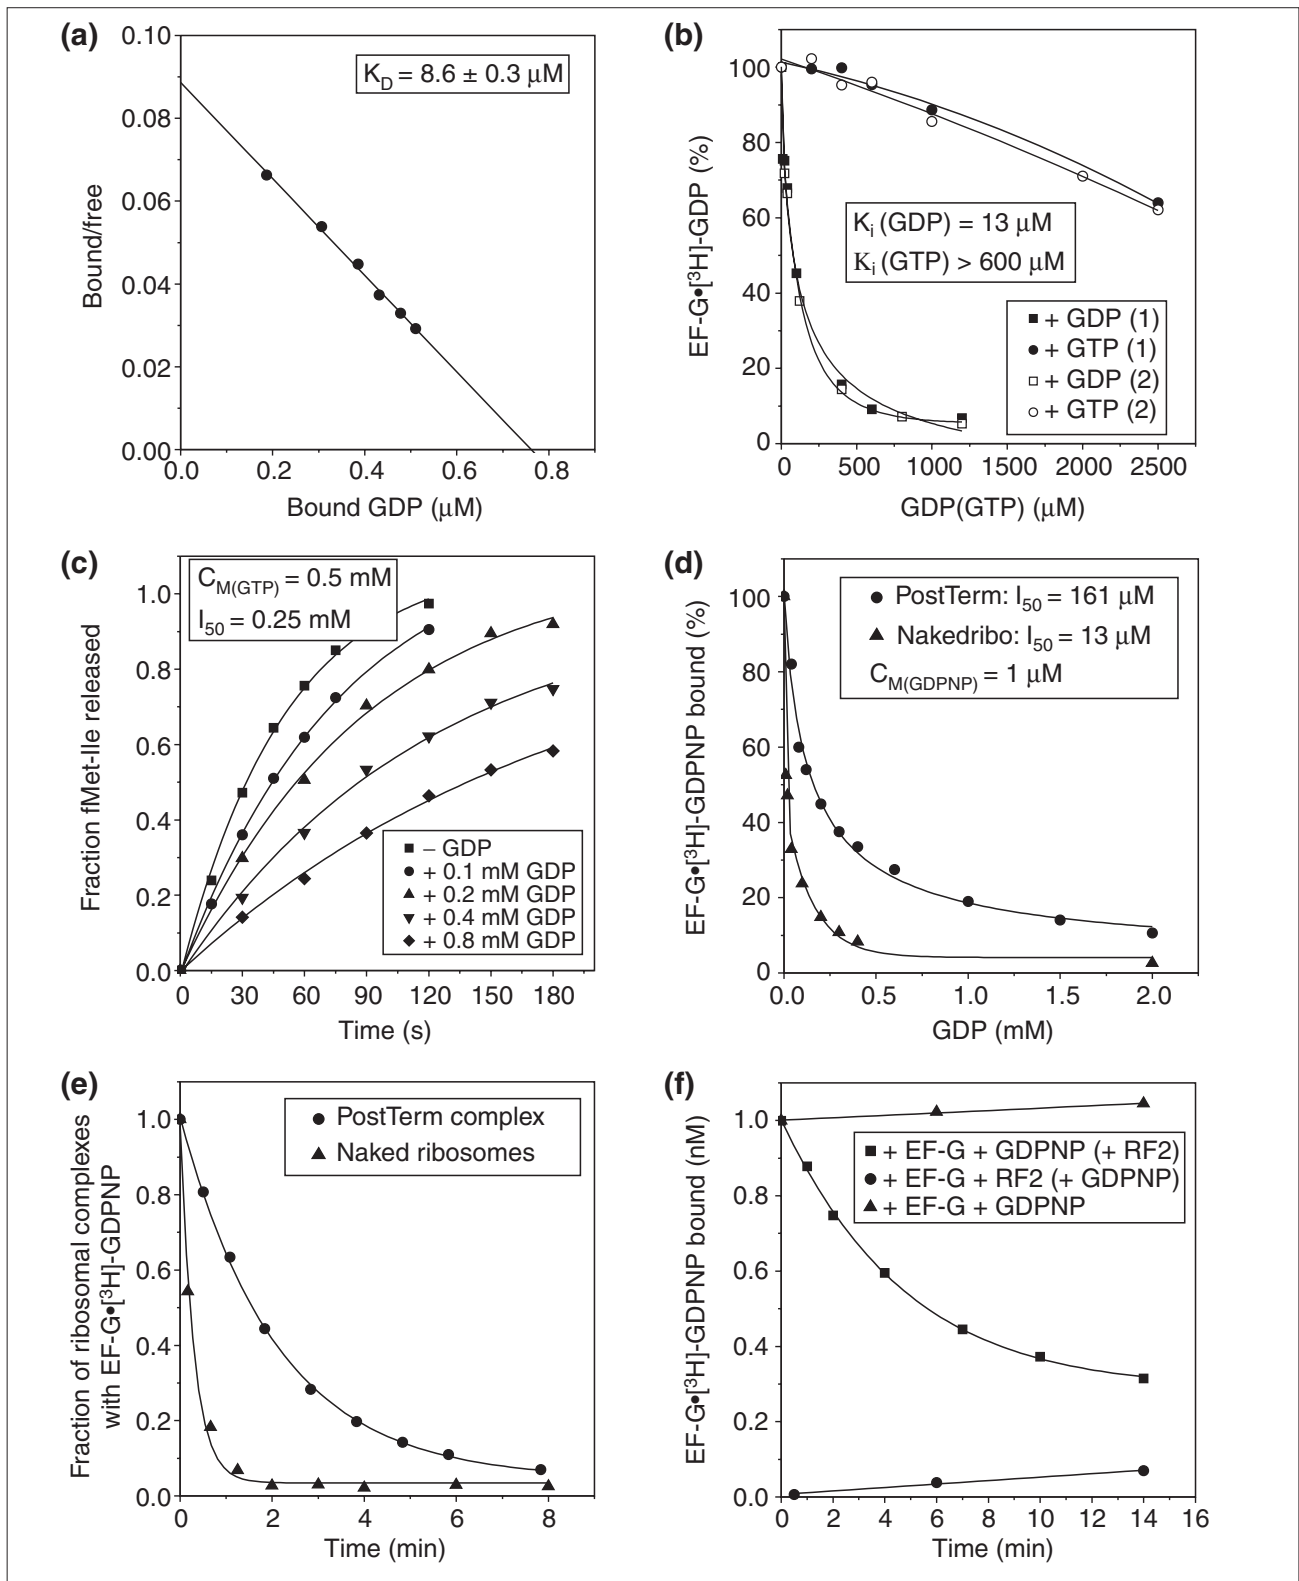 (a)
0.10
0.08
0.06
0.04
0.02
0.00
0.0 0.2 0.4 0.6 0.8
Bound/free
Bound GDP (μM)
K_D = 8.6 ± 0.3 μM
(b)
100
80
60
40
20
0
0 500 1000 1500 2000 2500
EF-G•[³H]-GDP (%)
GDP(GTP) (μM)
K_i (GDP) = 13 μM
K_i (GTP) > 600 μM
+ GDP (1)
+ GTP (1)
+ GDP (2)
+ GTP (2)
(c)
1.0
0.8
0.6
0.4
0.2
0.0
0 30 60 90 120 150 180
Fraction fMet-Ile released
Time (s)
C_M(GTP) = 0.5 mM
I_50 = 0.25 mM
– GDP
+ 0.1 mM GDP
+ 0.2 mM GDP
+ 0.4 mM GDP
+ 0.8 mM GDP
(d)
100
80
60
40
20
0
0.0 0.5 1.0 1.5 2.0
EF-G•[³H]-GDPNP bound (%)
GDP (mM)
PostTerm: I_50 = 161 μM
Nakedribo: I_50 = 13 μM
C_M(GDPNP) = 1 μM
(e)
1.0
0.8
0.6
0.4
0.2
0.0
0 2 4 6 8
Fraction of ribosomal complexes
with EF-G•[³H]-GDPNP
Time (min)
PostTerm complex
Naked ribosomes
(f)
1.0
0.8
0.6
0.4
0.2
0.0
0 2 4 6 8 10 12 14 16
EF-G•[³H]-GDPNP bound (nM)
Time (min)
+ EF-G + GDPNP (+ RF2)
+ EF-G + RF2 (+ GDPNP)
+ EF-G + GDPNP